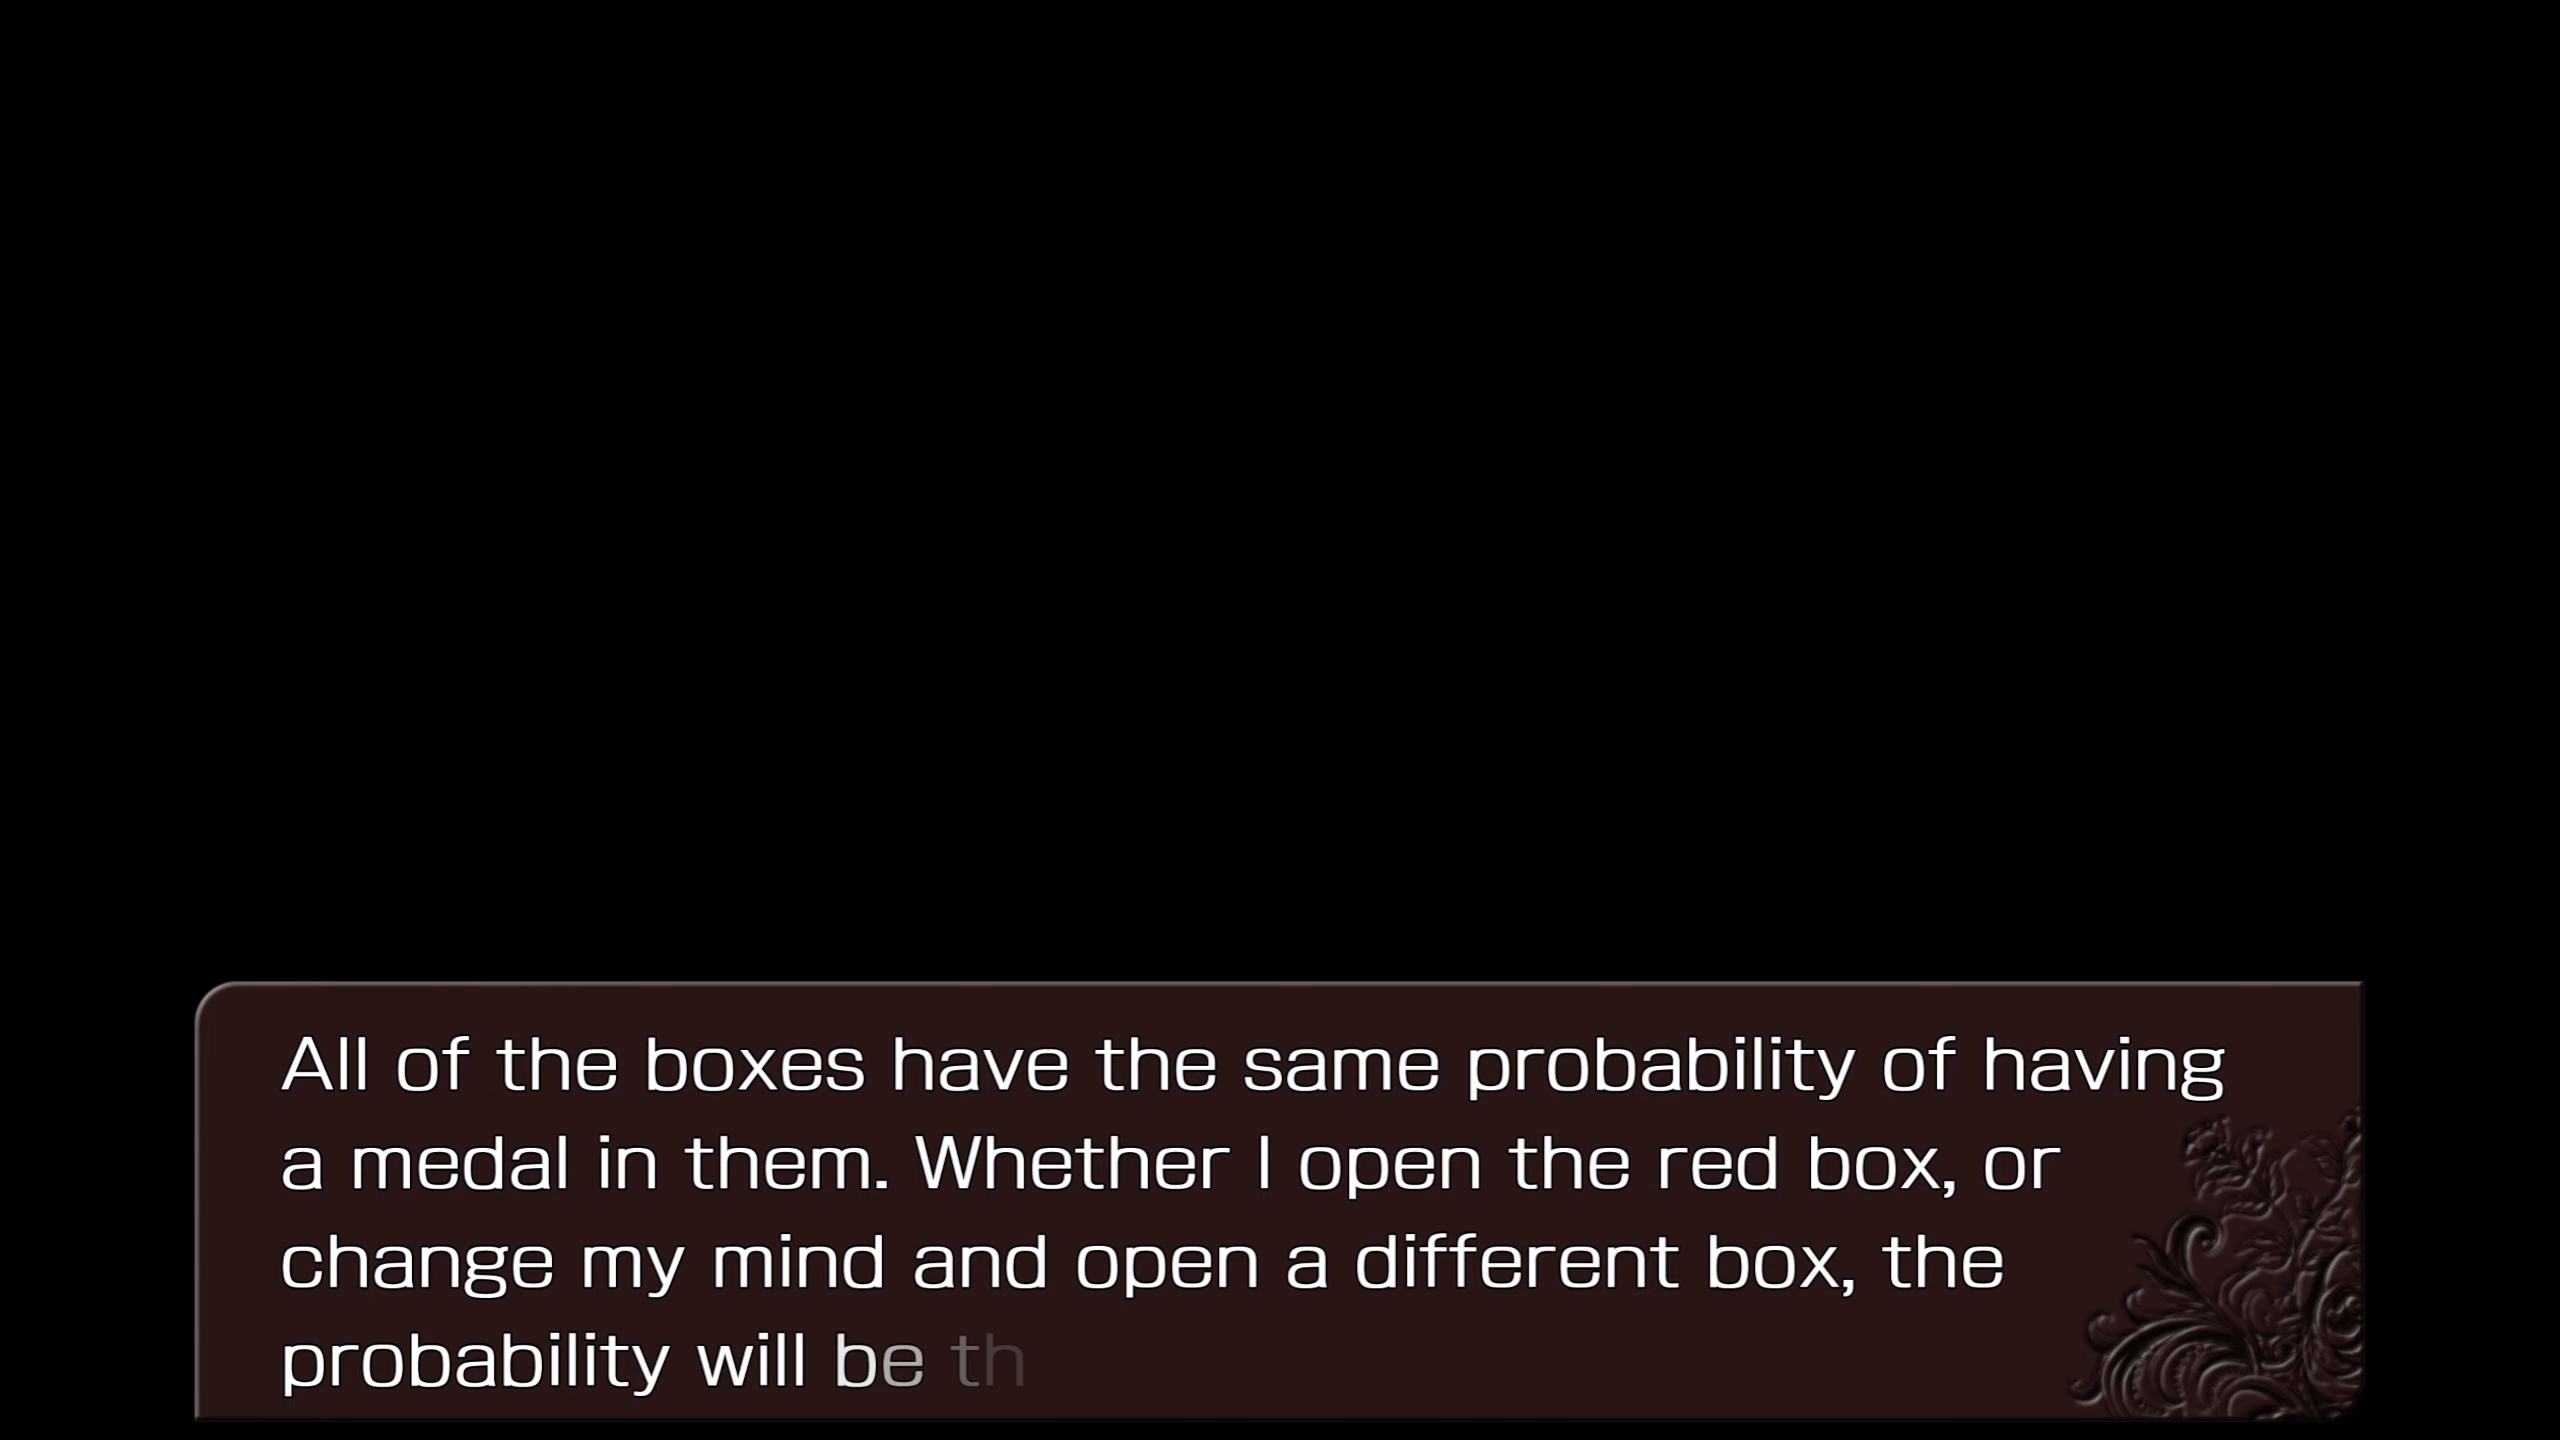 All of the boxes have the same probability of having
a medal in them. Whether I open the red box, or
change my mind and open a different box, the
probability will be th